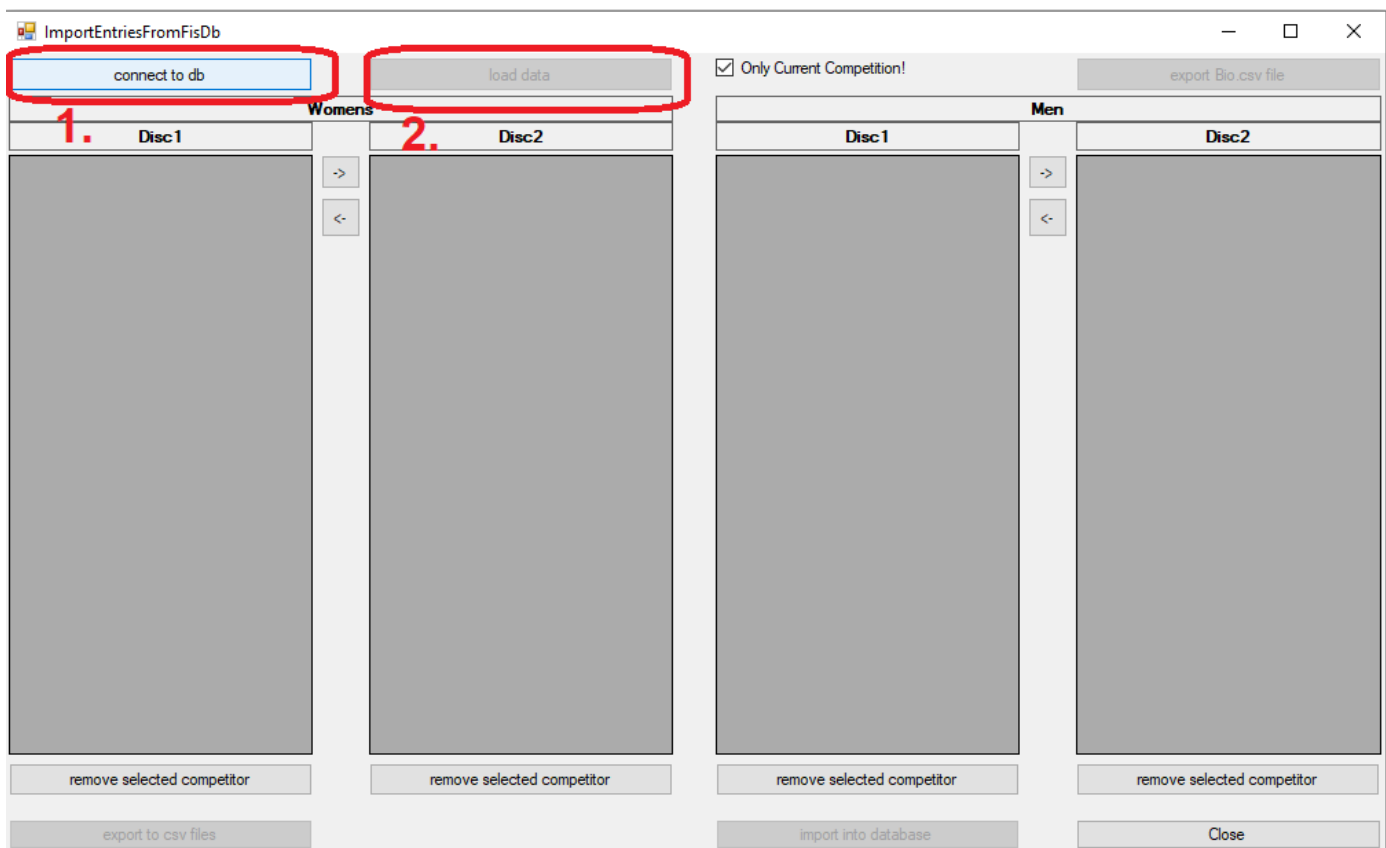 ImportEntriesFromFisDb
connect to db
load data
Only Current Competition!
export Bio.csv file
Womens
Men
1.
Disc1
2.
Disc2
Disc1
Disc2
->
->
<-
<-
remove selected competitor
remove selected competitor
remove selected competitor
remove selected competitor
export to csv files
import into database
Close